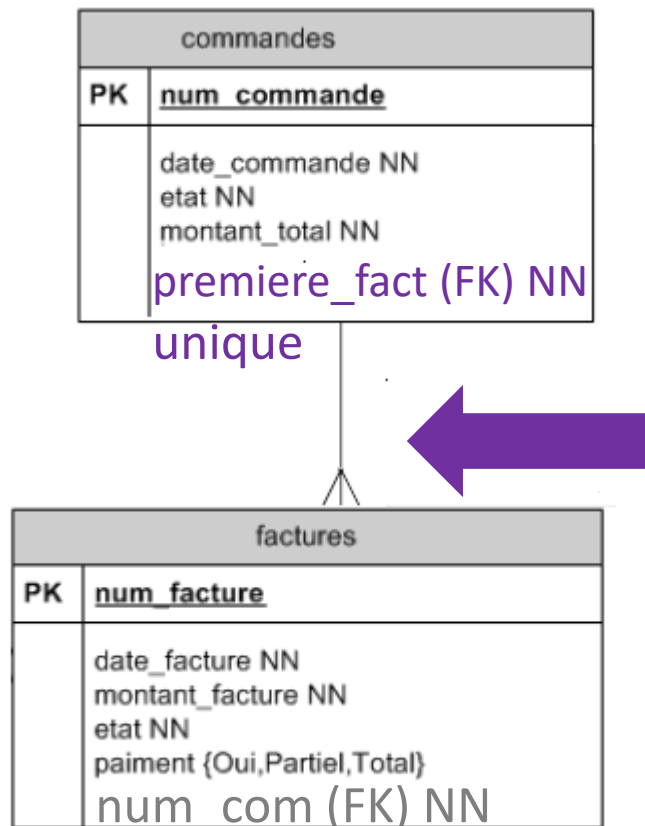 commandes
PK num_commande
date_commande NN
etat NN
montant_total NN
premiere_fact (FK) NN
unique
factures
PK num_facture
date_facture NN
montant_facture NN
etat NN
paiment {Oui,Partiel,Total}
num_com (FK) NN